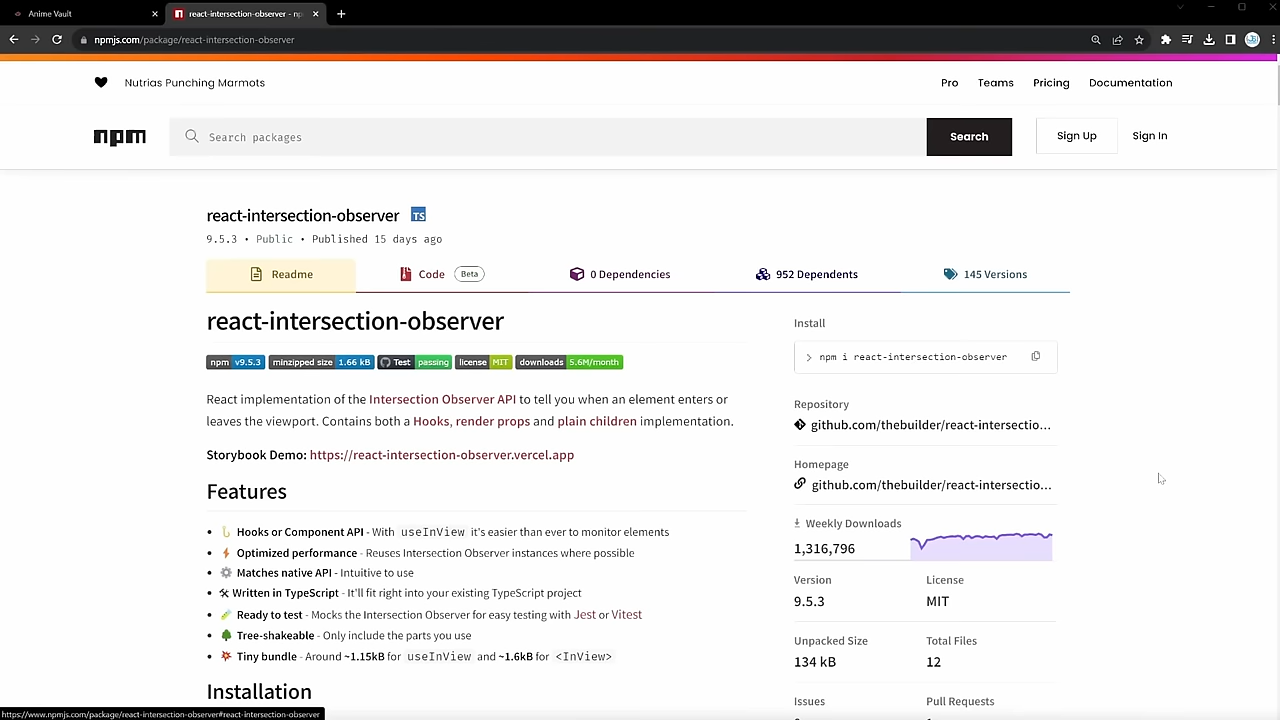 Anime Vault
react-intersection-observer - np
npmjs.com/package/react-intersection-observer
Nutrias Punching Marmots
Pro
Teams
Pricing
Documentation
npm
Search packages
Search
Sign Up
Sign In
react-intersection-observer TS
9.5.3 • Public • Published 15 days ago
Readme
Code Beta
0 Dependencies
952 Dependents
145 Versions
react-intersection-observer
npm v9.5.3 minzipped size 1.66 kB Test passing license MIT downloads 5.6M/month
React implementation of the Intersection Observer API to tell you when an element enters or
leaves the viewport. Contains both a Hooks, render props and plain children implementation.
Storybook Demo: https://react-intersection-observer.vercel.app
Features
• Hooks or Component API - With useInView it's easier than ever to monitor elements
• Optimized performance - Reuses Intersection Observer instances where possible
• Matches native API - Intuitive to use
• Written in TypeScript - It'll fit right into your existing TypeScript project
• Ready to test - Mocks the Intersection Observer for easy testing with Jest or Vitest
• Tree-shakeable - Only include the parts you use
• Tiny bundle - Around ~1.15kB for useInView and ~1.6kB for <InView>
Installation
Install
npm i react-intersection-observer
Repository
github.com/thebuilder/react-intersectio...
Homepage
github.com/thebuilder/react-intersectio...
Weekly Downloads
1,316,796
Version
License
9.5.3
MIT
Unpacked Size
Total Files
134 kB
12
Issues
Pull Requests
https://www.npmjs.com/package/react-intersection-observer#react-intersection-observer